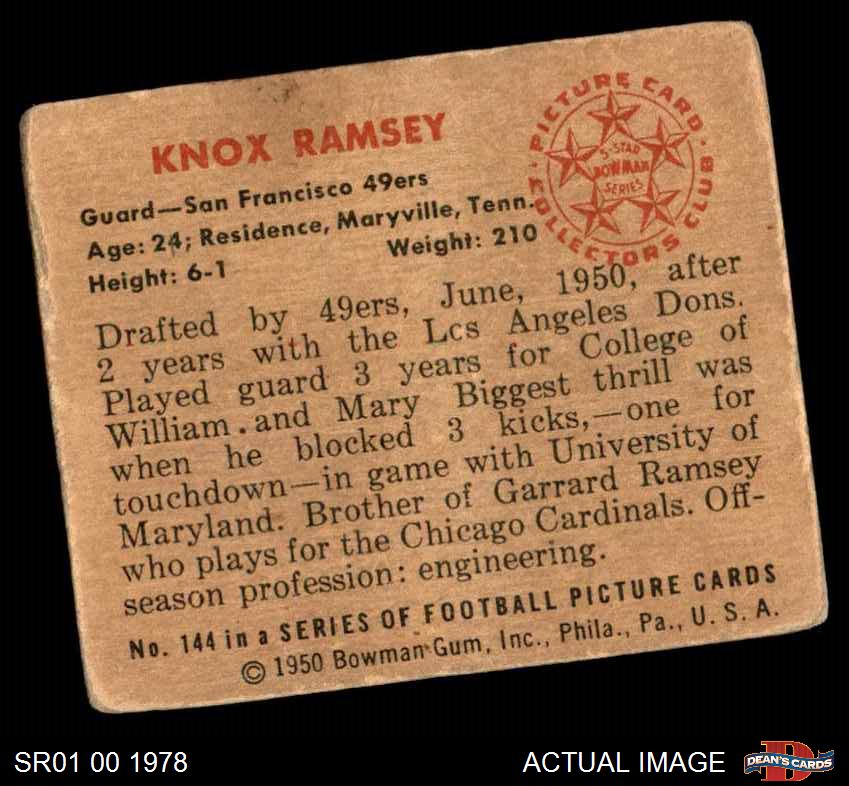 KNOX RAMSEY
Guard—San Francisco 49ers
Age: 24; Residence, Maryville, Tenn.
Height: 6-1 Weight: 210
PICTURE CARD
COLLECTORS CLUB
5-STAR
BOWMAN
SERIES
Drafted by 49ers, June, 1950, after
2 years with the Lcs Angeles Dons.
Played guard 3 years for College of
William . and Mary Biggest thrill was
when he blocked 3 kicks,—one for
touchdown—in game with University of
Maryland. Brother of Garrard Ramsey
who plays for the Chicago Cardinals. Off-
season profession: engineering.
No. 144 in a SERIES OF FOOTBALL PICTURE CARDS
© 1950 Bowman Gum, Inc., Phila., Pa., U. S. A.
SR01 00 1978 ACTUAL IMAGE
DEAN'S CARDS